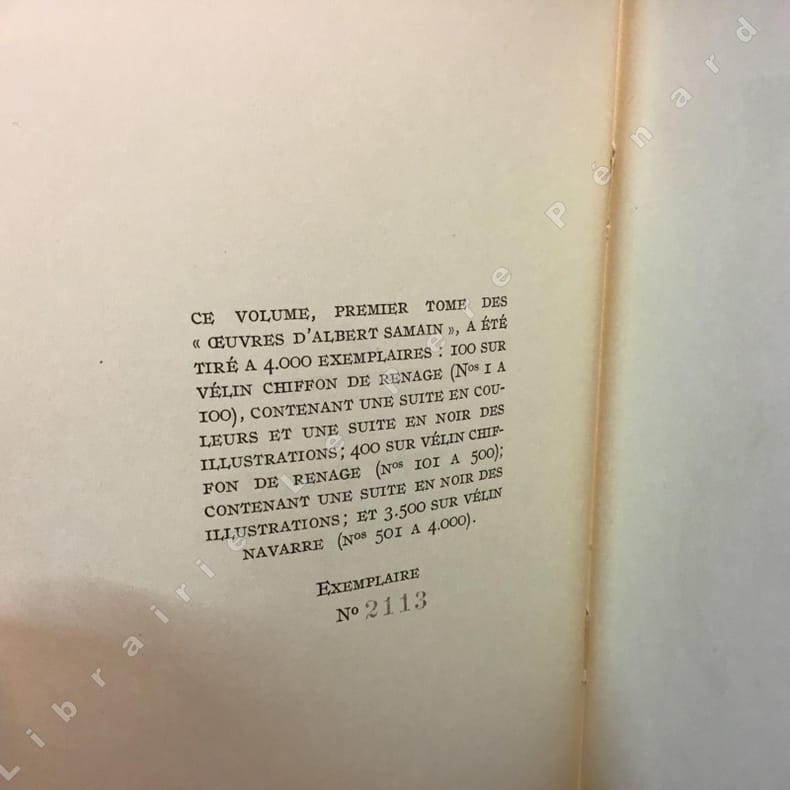 CE VOLUME, PREMIER TOME DES
« ŒUVRES D'ALBERT SAMAIN », A ÉTÉ
TIRÉ A 4.000 EXEMPLAIRES : 100 SUR
VÉLIN CHIFFON DE RENAGE (Nos 1 A
100), CONTENANT UNE SUITE EN COU-
LEURS ET UNE SUITE EN NOIR DES
ILLUSTRATIONS; 400 SUR VÉLIN CHIF-
FON DE RENAGE (Nos 101 A 500);
CONTENANT UNE SUITE EN NOIR DES
ILLUSTRATIONS; ET 3.500 SUR VÉLIN
NAVARRE (Nos 501 A 4.000).
EXEMPLAIRE
No 2113
Librairie Le Père Pénard